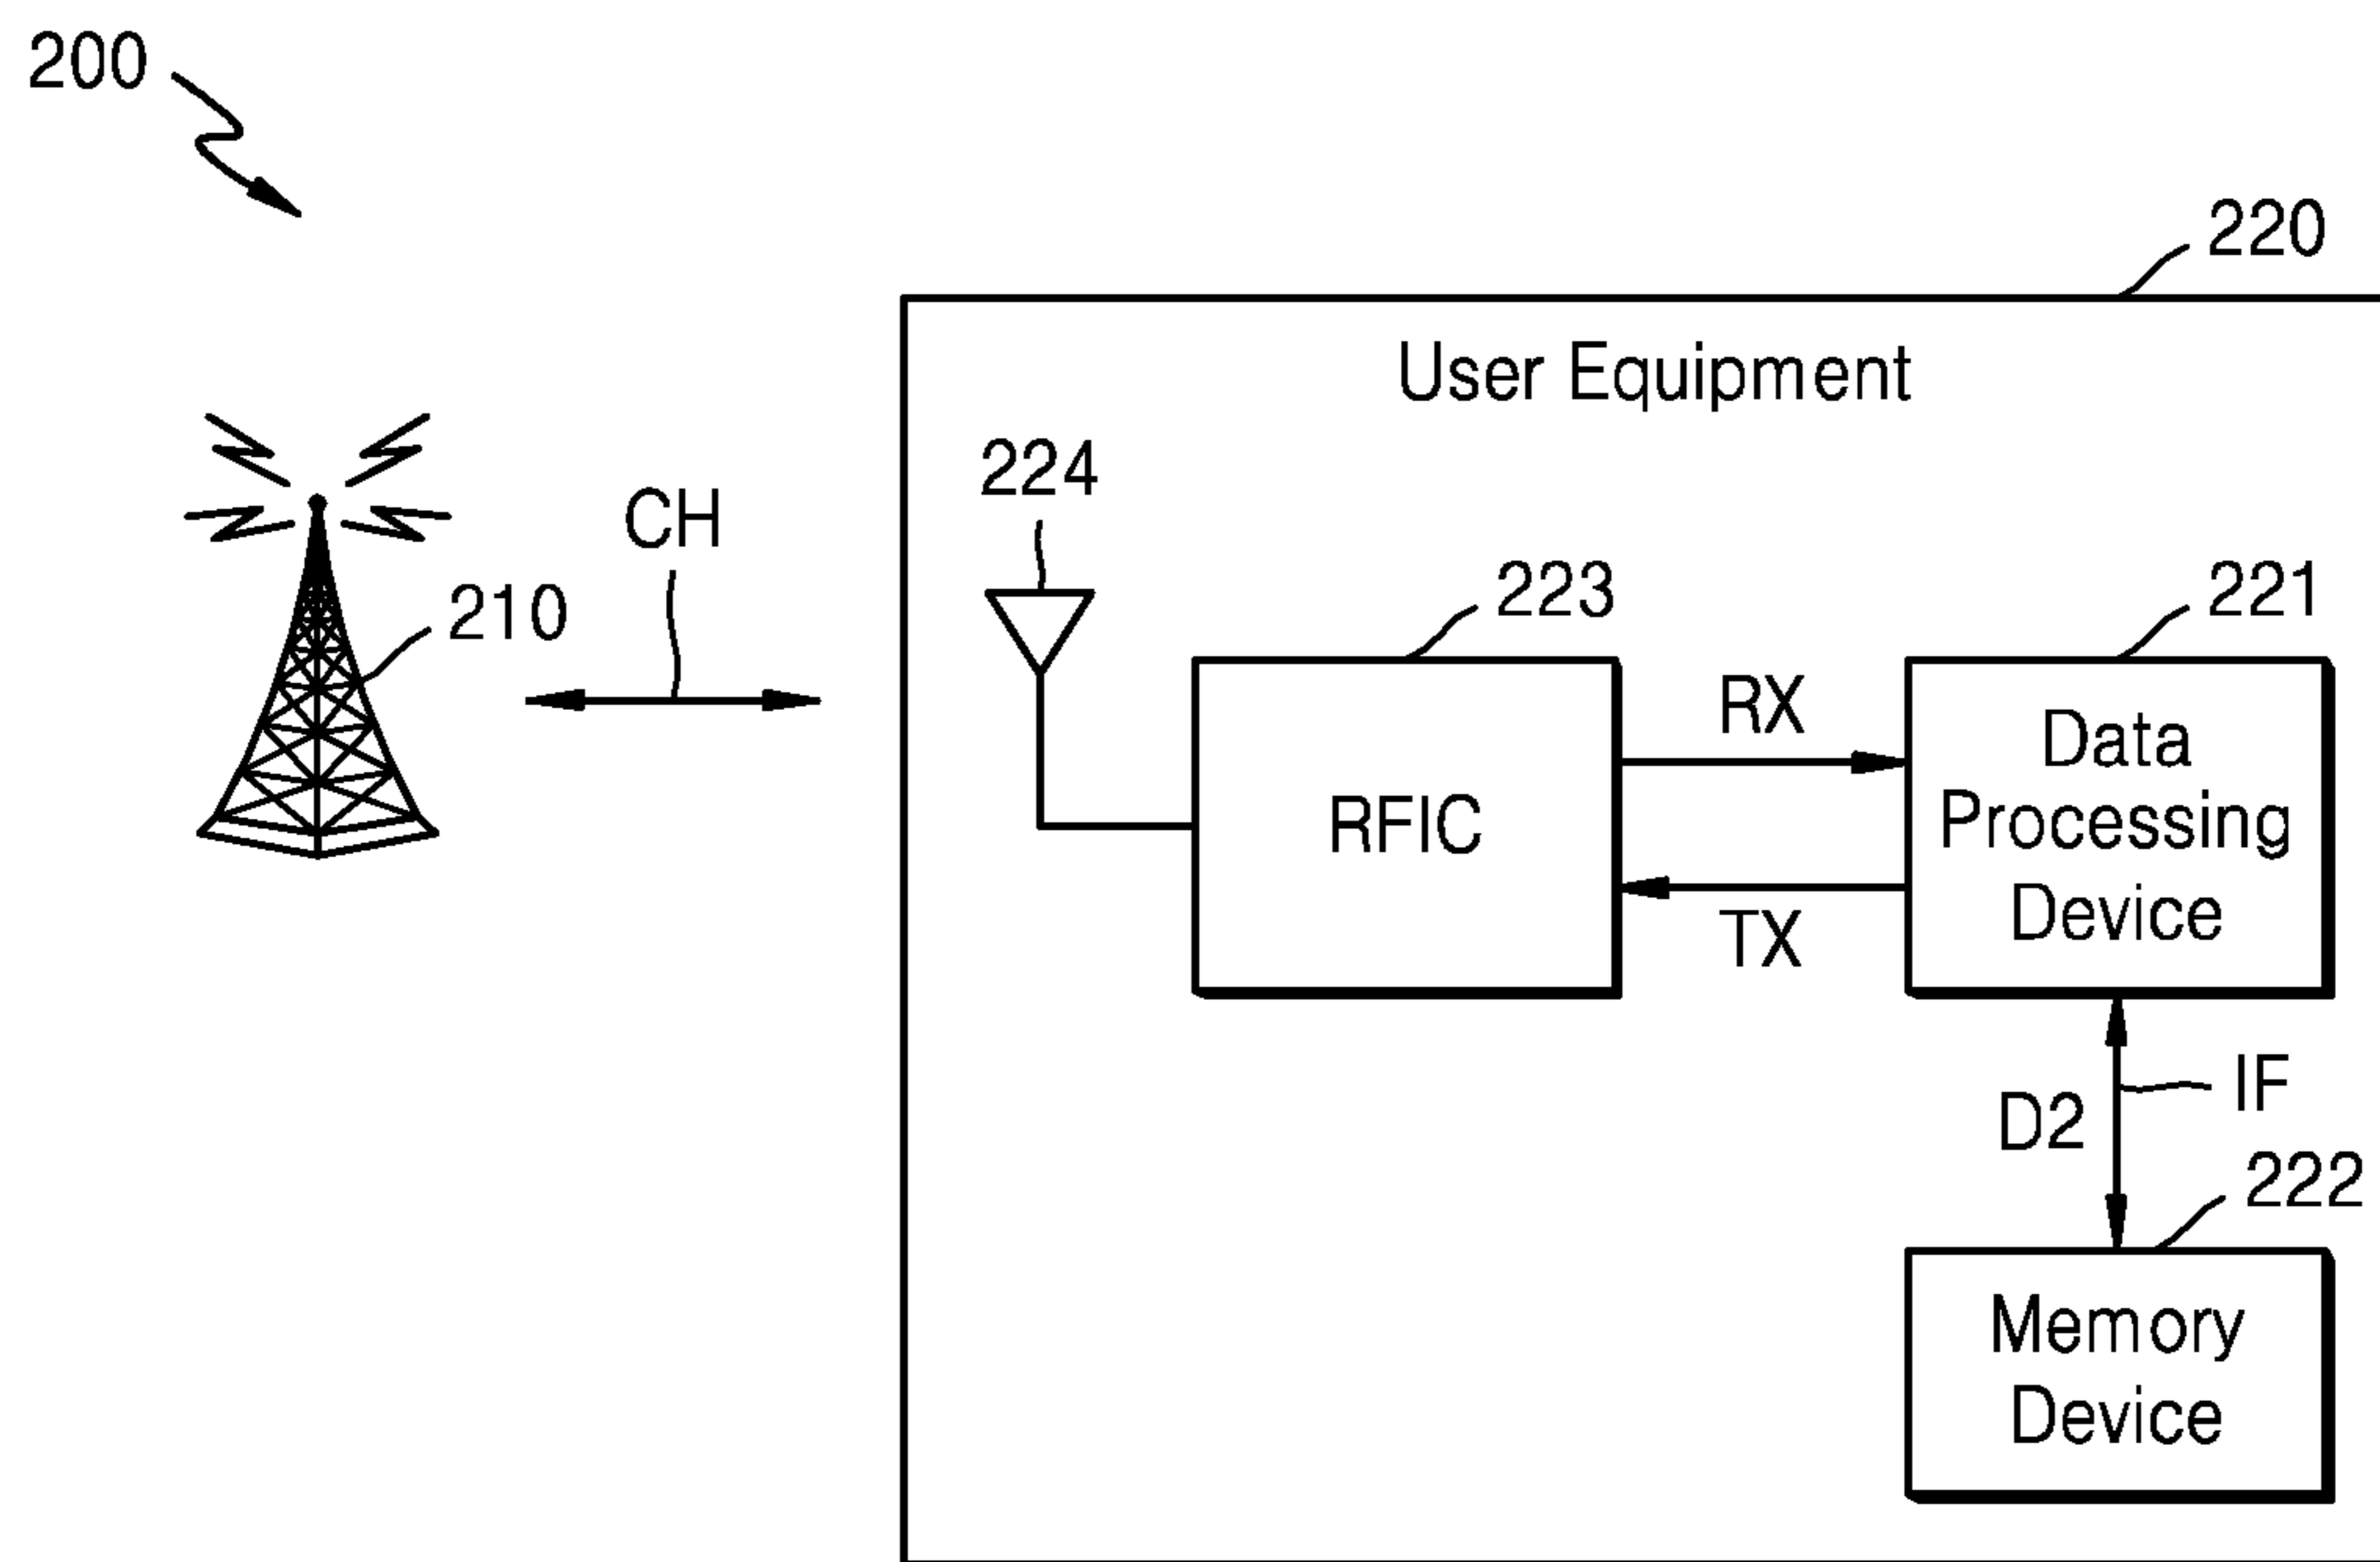 200
220
User Equipment
224
CH
223
221
210
RX
Data
Processing
Device
RFIC
TX
IF
D2
222
Memory
Device